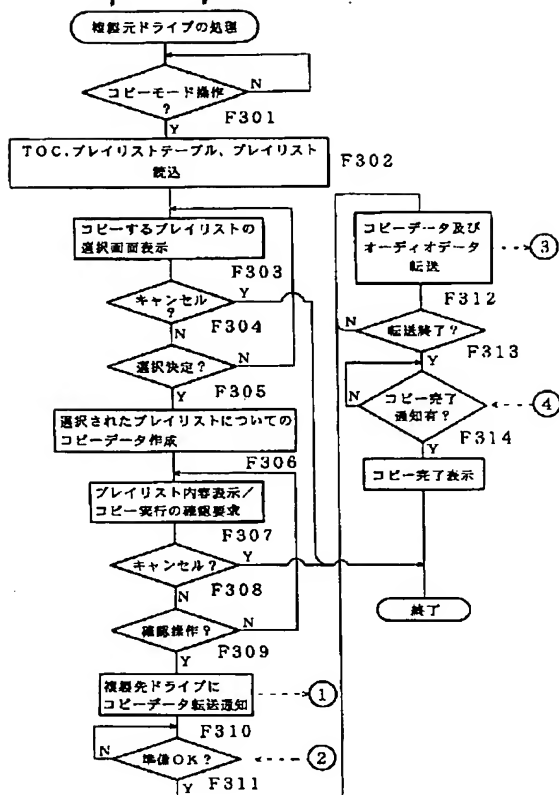 複製元ドライブの処理
コピーモード操作
?
N
Y
F301
TOC.プレイリストテーブル、プレイリスト
読込
F302
コピーするプレイリストの
選択画面表示
F303
キャンセル
?
Y
N
F304
選択決定?
N
Y
F305
選択されたプレイリストについての
コピーデータ作成
F306
プレイリスト内容表示/
コピー実行の確認要求
F307
キャンセル?
Y
N
F308
確認操作?
N
Y
F309
複製先ドライブに
コピーデータ転送通知
①
F310
準備OK?
②
N
Y
F311
コピーデータ及び
オーディオデータ
転送
③
F312
転送終了?
N
Y
F313
コピー完了
通知有?
④
N
Y
F314
コピー完了表示
終了